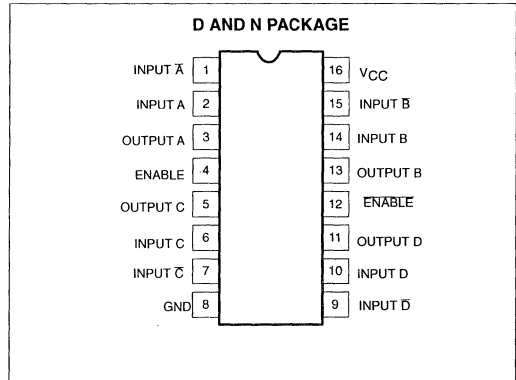 D AND N PACKAGE
INPUT A̅ 1 16 VCC
INPUT A 2 15 INPUT B̅
OUTPUT A 3 14 INPUT B
ENABLE 4 13 OUTPUT B
OUTPUT C 5 12 E̅N̅A̅B̅L̅E̅
INPUT C 6 11 OUTPUT D
INPUT C̅ 7 10 INPUT D
GND 8 9 INPUT D̅